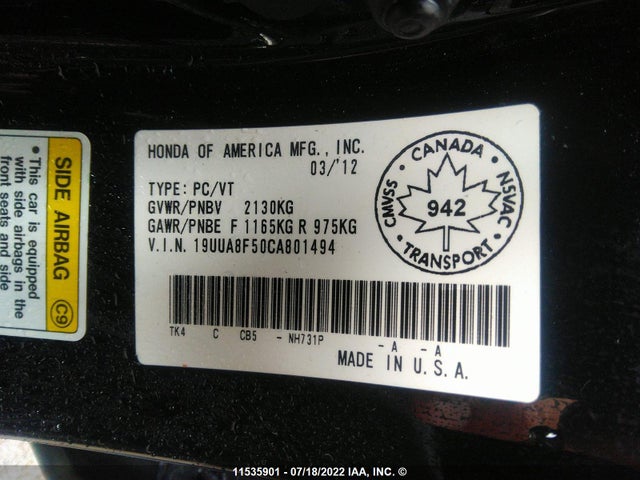 SIDE AIRBAG C9
• This car is equipped
with side airbags in the
front seats and side
HONDA OF AMERICA MFG., INC.
03/'12
TYPE: PC/VT
GVWR/PNBV 2130KG
GAWR/PNBE F 1165KG R 975KG
V.I.N. 19UUA8F50CA801494
CANADA
CMVSS
942
NSVAC
TK4 C CB5 - NH731P - A - A
MADE IN U.S.A.
11535901 - 07/18/2022 IAA, INC. ©